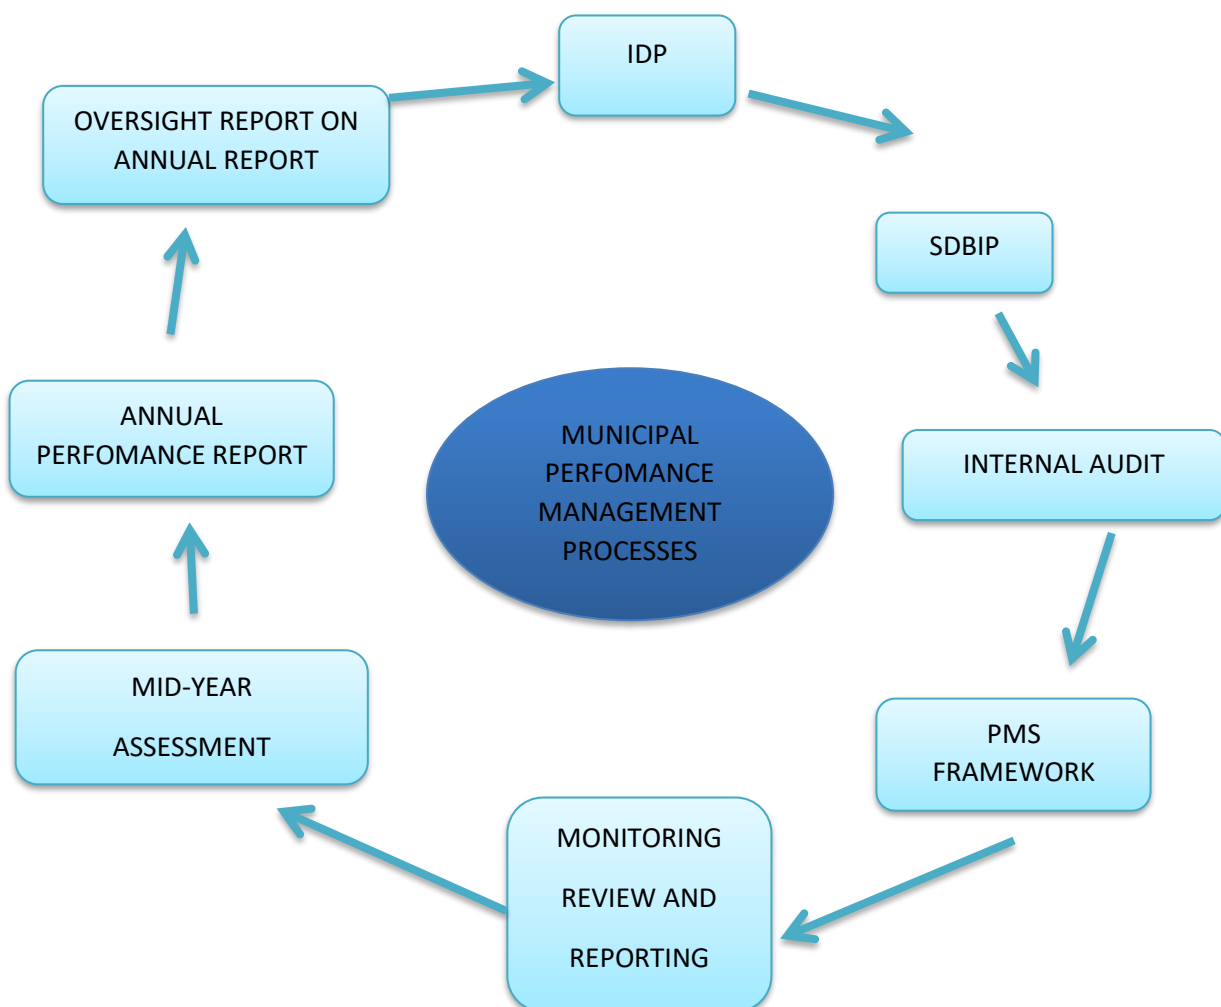 IDP
OVERSIGHT REPORT ON
ANNUAL REPORT
SDBIP
ANNUAL
PERFOMANCE REPORT
MUNICIPAL
PERFOMANCE
MANAGEMENT
PROCESSES
INTERNAL AUDIT
MID-YEAR
ASSESSMENT
PMS
FRAMEWORK
MONITORING
REVIEW AND
REPORTING